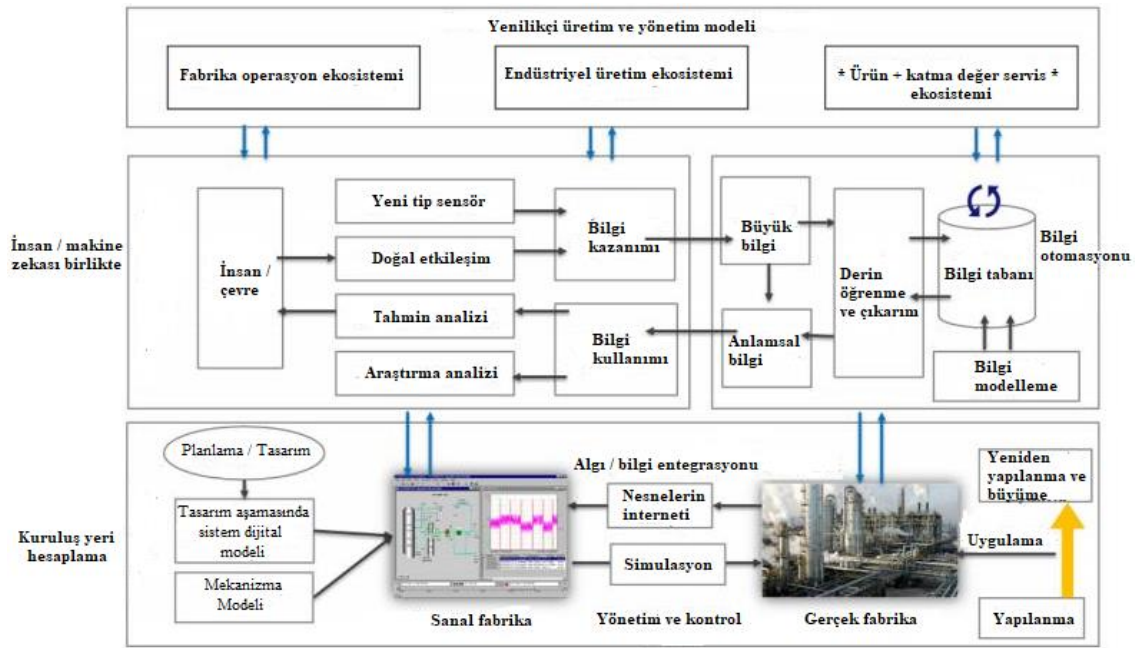 Yenilikçi üretim ve yönetim modeli
Fabrika operasyon ekosistemi
Endüstriyel üretim ekosistemi
* Ürün + katma değer servis *
ekosistemi
İnsan / makine
zekası birlikte
İnsan /
çevre
Yeni tip sensör
Doğal etkileşim
Tahmin analizi
Araştırma analizi
Bilgi
kazanımı
Bilgi
kullanımı
Büyük
bilgi
Anlamsal
bilgi
Derin
öğrenme
ve çıkarım
Bilgi tabanı
Bilgi
modelleme
Bilgi
otomasyonu
Kuruluş yeri
hesaplama
Planlama / Tasarım
Tasarım aşamasında
sistem dijital
modeli
Mekanizma
Modeli
Sanal fabrika
Algı / bilgi entegrasyonu
Nesnelerin
interneti
Simulasyon
Yönetim ve kontrol
Gerçek fabrika
Yeniden
yapılanma ve
büyüme
Uygulama
Yapılanma